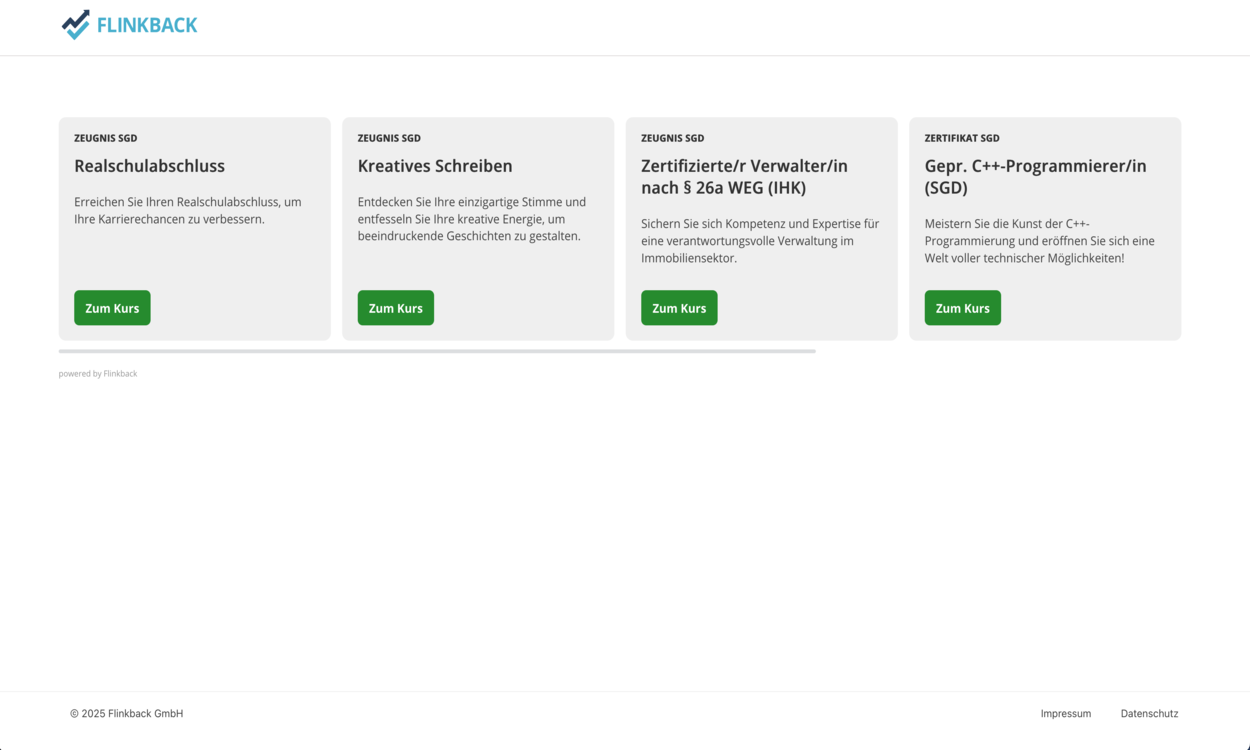 FLINKBACK
ZEUGNIS SGD
Realschulabschluss
Erreichen Sie Ihren Realschulabschluss, um
Ihre Karrierechancen zu verbessern.
Zum Kurs
ZEUGNIS SGD
Kreatives Schreiben
Entdecken Sie Ihre einzigartige Stimme und
entfesseln Sie Ihre kreative Energie, um
beeindruckende Geschichten zu gestalten.
Zum Kurs
ZEUGNIS SGD
Zertifizierte/r Verwalter/in
nach § 26a WEG (IHK)
Sichern Sie sich Kompetenz und Expertise für
eine verantwortungsvolle Verwaltung im
Immobiliensektor.
Zum Kurs
ZERTIFIKAT SGD
Gepr. C++-Programmierer/in
(SGD)
Meistern Sie die Kunst der C++-
Programmierung und eröffnen Sie sich eine
Welt voller technischer Möglichkeiten!
Zum Kurs
powered by Flinkback
© 2025 Flinkback GmbH
Impressum
Datenschutz